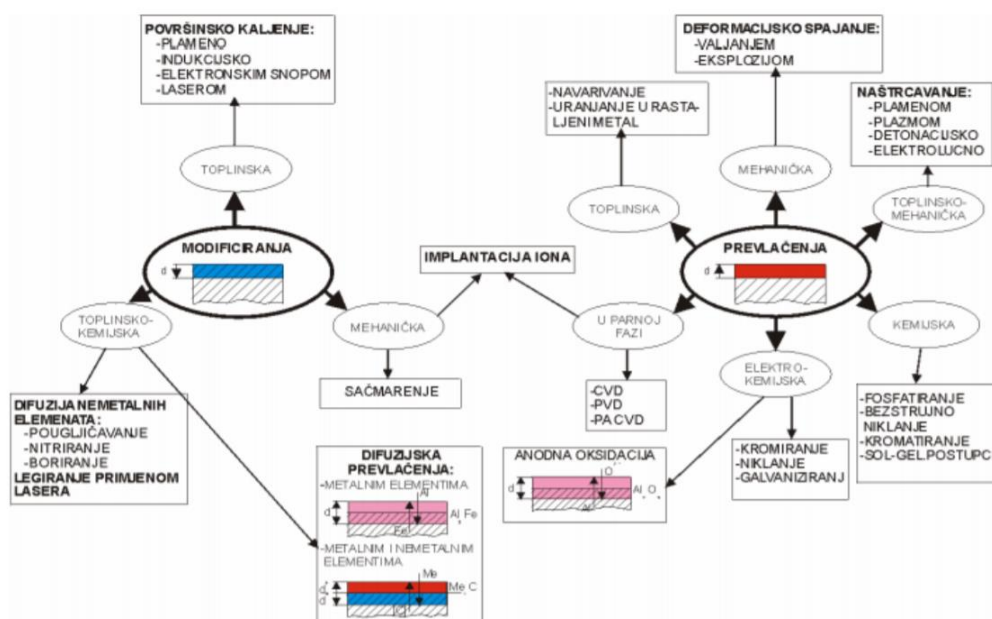 POVRŠINSKO KALJENJE:
-PLAMENO
-INDUKCIJSKO
-ELEKTRONSKIM SNOPOM
-LASEROM
TOPLINSKA
MODIFICIRANJA
d
TOPLINSKO-
KEMIJSKA
MEHANIČKA
DIFUZIJA NEMETALNIH
ELEMENATA:
-POUGLJIČAVANJE
-NITRIRANJE
-BORIRANJE
LEGIRANJE PRIMJENOM
LASERA
SAČMARENJE
IMPLANTACIJA IONA
DIFUZIJSKA
PREVLAČENJA:
-METALNIM ELEMENTIMA
Al
d
Al Fe
Fe
-METALNIM I NEMETALNIM
ELEMENTIMA
Me
d
Me C
d
DEFORMACIJSKO SPAJANJE:
-VALJANJEM
-EKSPLOZIJOM
-NAVARIVANJE
-URANJANJE U RASTA-
LJENI METAL
NAŠTRCAVANJE:
-PLAMENOM
-PLAZMOM
-DETONACIJSKO
-ELEKTROLUCNO
MEHANIČKA
TOPLINSKA
TOPLINSKO-
MEHANIČKA
PREVLAČENJA
d
U PARNOJ
FAZI
KEMIJSKA
ELEKTRO-
KEMIJSKA
-CVD
-PVD
-PA CVD
-FOSFATIRANJE
-BEZSTRUJNO
NIKLANJE
-KROMATIRANJE
-SOL-GEL.POSTUPC
-KROMIRANJE
-NIKLANJE
-GALVANIZIRANJ
ANODNA OKSIDACIJA
O
d
Al O